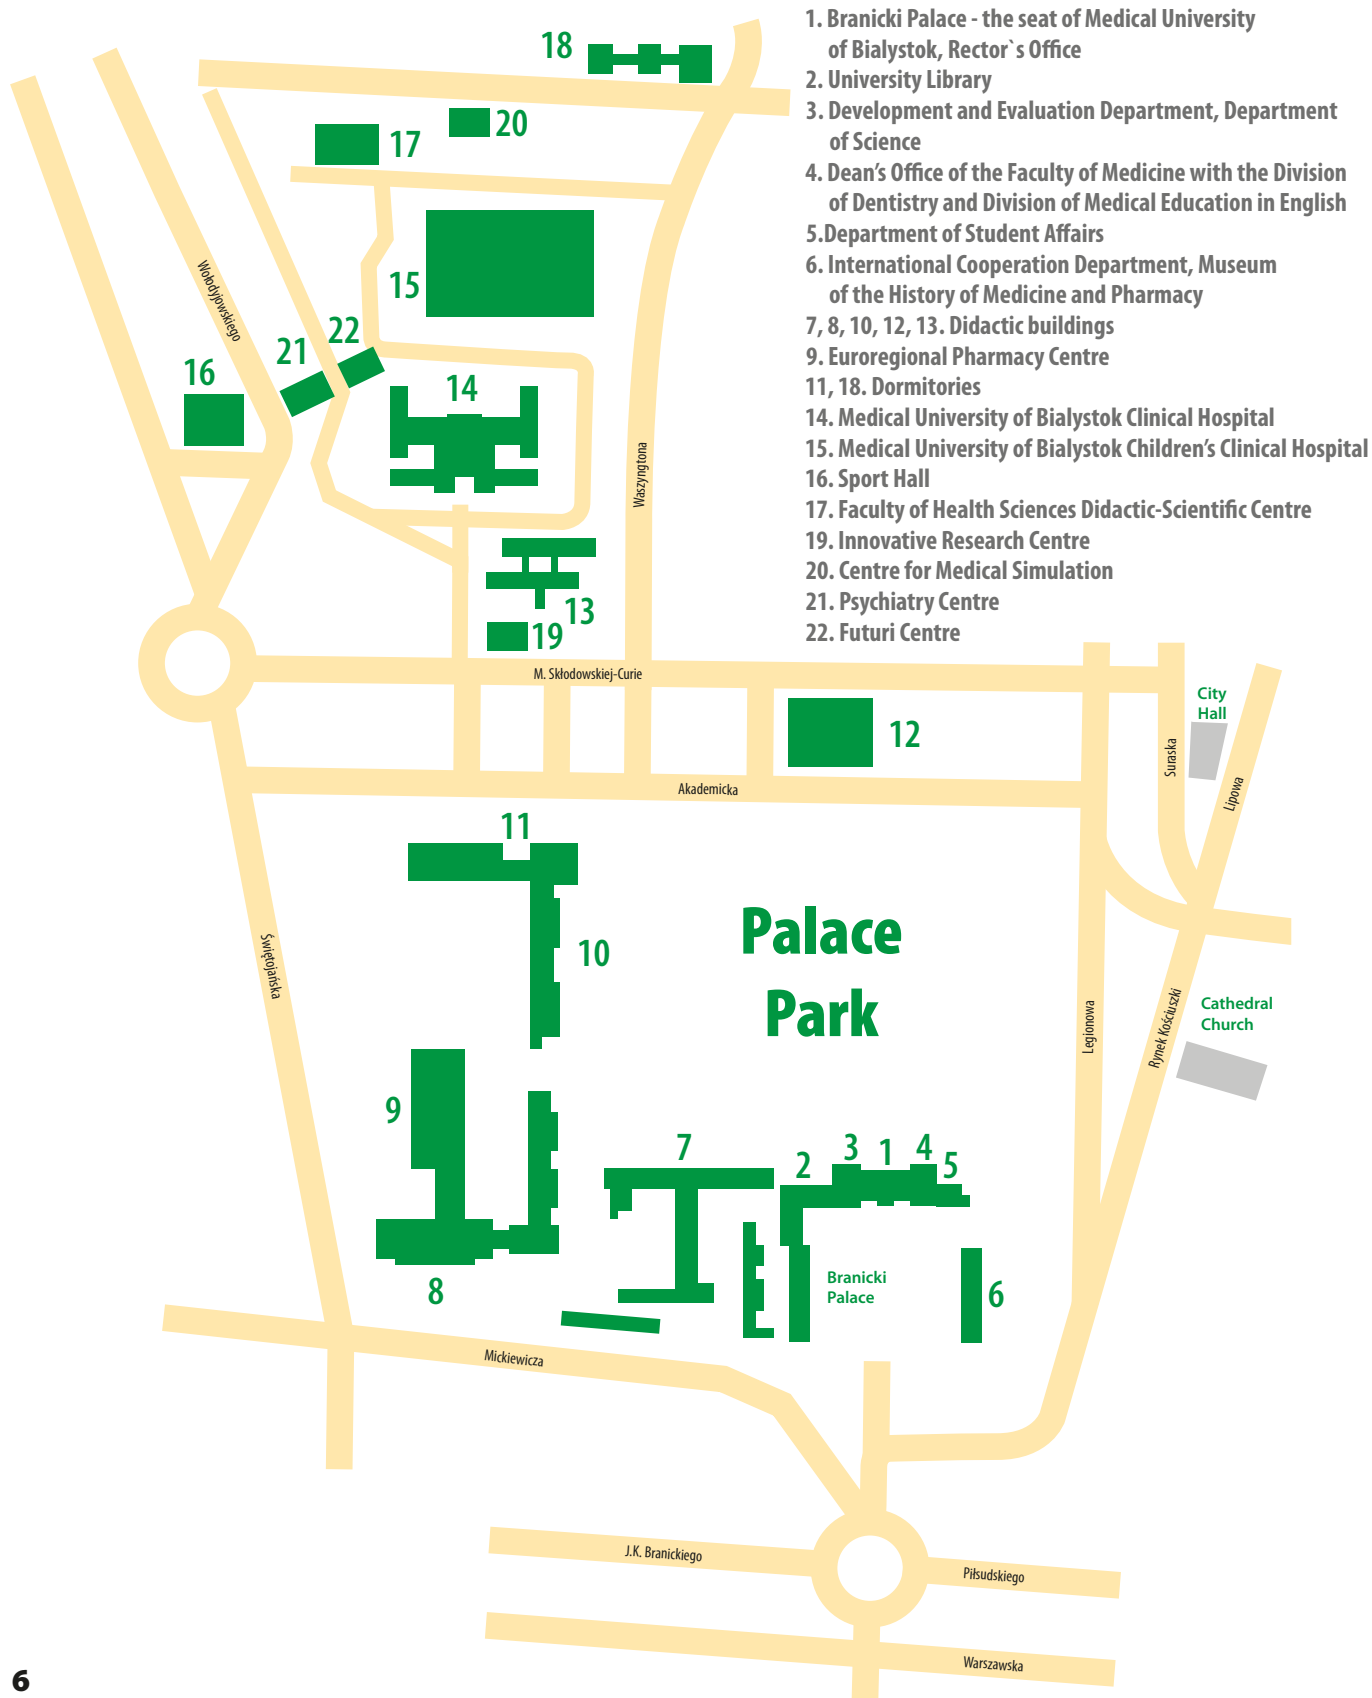 1. Branicki Palace - the seat of Medical University
of Bialystok, Rector`s Office
2. University Library
3. Development and Evaluation Department, Department
of Science
4. Dean’s Office of the Faculty of Medicine with the Division
of Dentistry and Division of Medical Education in English
5.Department of Student Affairs
6. International Cooperation Department, Museum
of the History of Medicine and Pharmacy
7, 8, 10, 12, 13. Didactic buildings
9. Euroregional Pharmacy Centre
11, 18. Dormitories
14. Medical University of Bialystok Clinical Hospital
15. Medical University of Bialystok Children’s Clinical Hospital
16. Sport Hall
17. Faculty of Health Sciences Didactic-Scientific Centre
19. Innovative Research Centre
20. Centre for Medical Simulation
21. Psychiatry Centre
22. Futuri Centre
18
20
17
15
Wołodyjowskiego
22
21
16
14
Waszyngtona
13
19
M. Skłodowskiej-Curie
City
Hall
12
Suraska
Akademicka
Lipowa
11
Palace
Park
10
Świętojańska
Legionowa
Rynek Kościuszki
Cathedral
Church
9
7
2
3
1
4
5
8
Branicki
Palace
6
Mickiewicza
J.K. Branickiego
Piłsudskiego
Warszawska
6